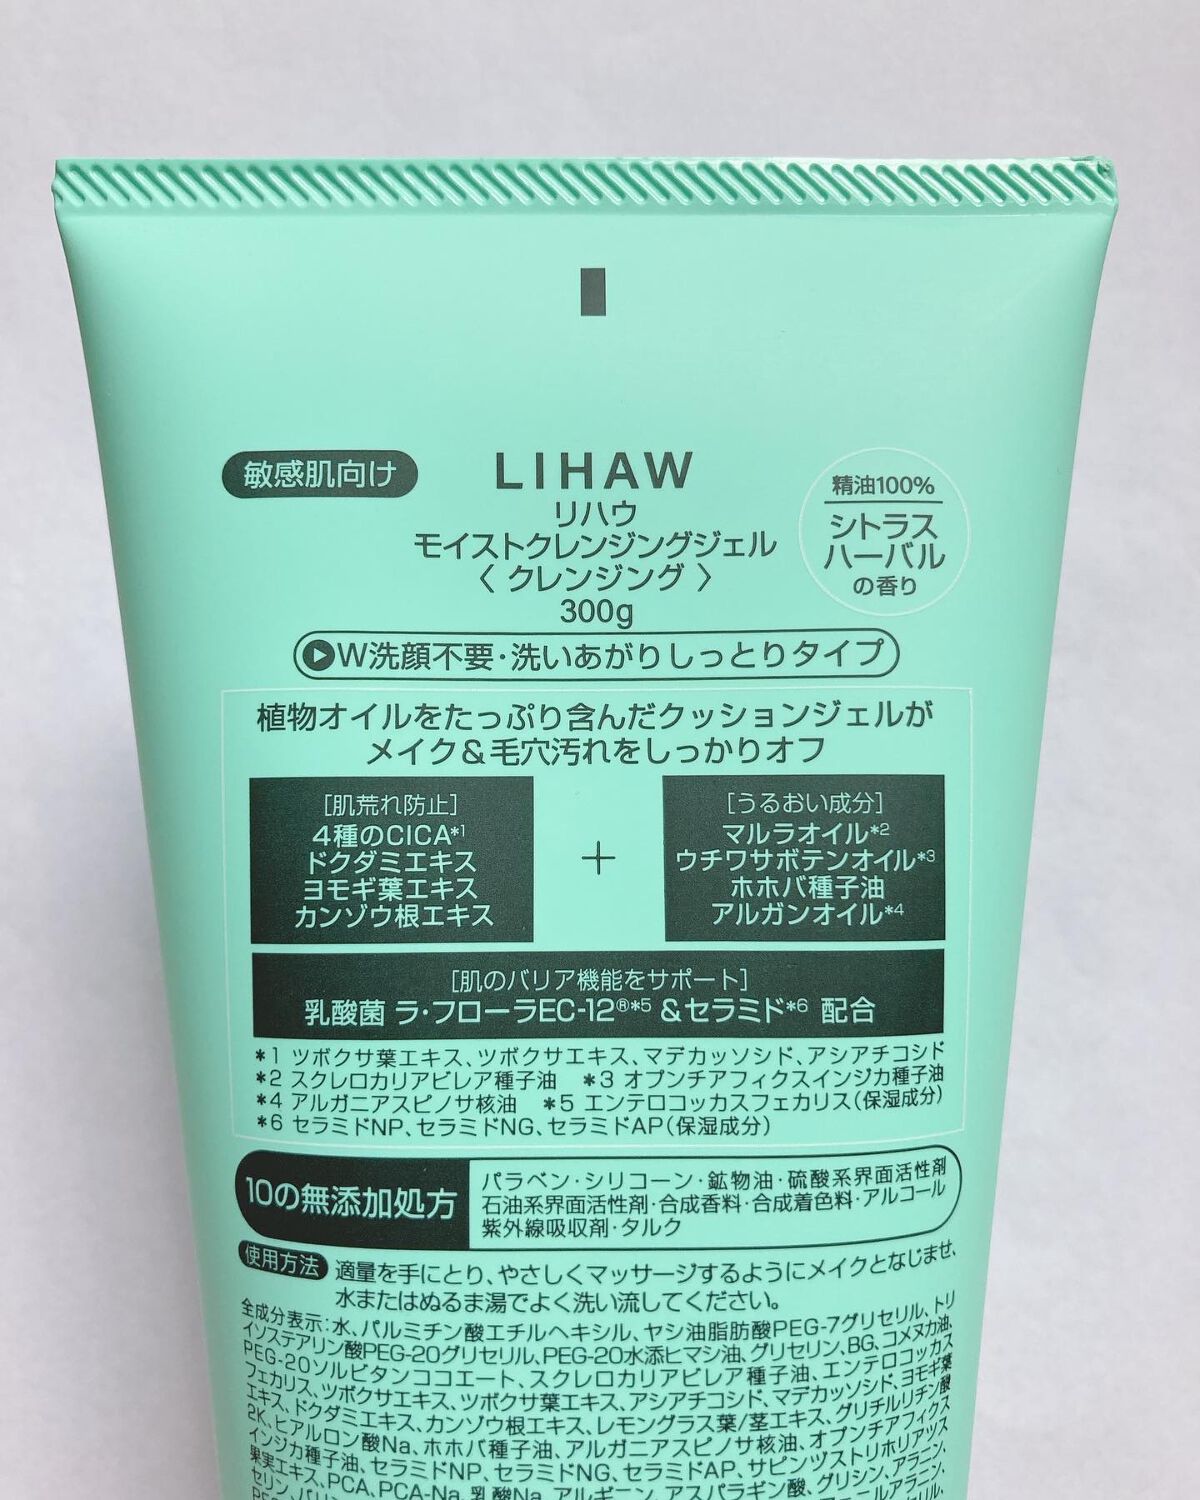 敏感肌向け
LIHAW
リハウ
モイストクレンジングジェル
〈 クレンジング 〉
300g
精油100%
シトラス
ハーバル
の香り
W洗顔不要・洗いあがりしっとりタイプ
植物オイルをたっぷり含んだクッションジェルが
メイク＆毛穴汚れをしっかりオフ
［肌荒れ防止］
4種のCICA*1
ドクダミエキス
ヨモギ葉エキス
カンゾウ根エキス
＋
［うるおい成分］
マルラオイル*2
ウチワサボテンオイル*3
ホホバ種子油
アルガンオイル*4
［肌のバリア機能をサポート］
乳酸菌 ラ・フローラEC-12®*5 ＆セラミド*6 配合
*1 ツボクサ葉エキス、ツボクサエキス、マデカッソシド、アシアチコシド
*2 スクレロカリアビレア種子油 *3 オプンチアフィクスインジカ種子油
*4 アルガニアスピノサ核油 *5 エンテロコッカスフェカリス（保湿成分）
*6 セラミドNP、セラミドNG、セラミドAP（保湿成分）
10の無添加処方
パラベン・シリコーン・鉱物油・硫酸系界面活性剤
石油系界面活性剤・合成香料・合成着色料・アルコール
紫外線吸収剤・タルク
使用方法
適量を手にとり、やさしくマッサージするようにメイクとなじませ、
水またはぬるま湯でよく洗い流してください。
全成分表示：水、パルミチン酸エチルヘキシル、ヤシ油脂肪酸PEG-7グリセリル、トリ
イソステアリン酸PEG-20グリセリル、PEG-20水添ヒマシ油、グリセリン、BG、コメヌカ油、
PEG-20ソルビタンココエート、スクレロカリアビレア種子油、エンテロコッカス
フェカリス、ツボクサエキス、ツボクサ葉エキス、アシアチコシド、マデカッソシド、ヨモギ葉
エキス、ドクダミエキス、カンゾウ根エキス、レモングラス葉/茎エキス、グリチルリチン酸
2K、ヒアルロン酸Na、ホホバ種子油、アルガニアスピノサ核油、オプンチアフィクス
インジカ種子油、セラミドNP、セラミドNG、セラミドAP、サピンヅストリホリアツス
果実エキス、PCA、PCA-Na、乳酸Na、アルギニン、アスパラギン酸、グリシン、アラニン、